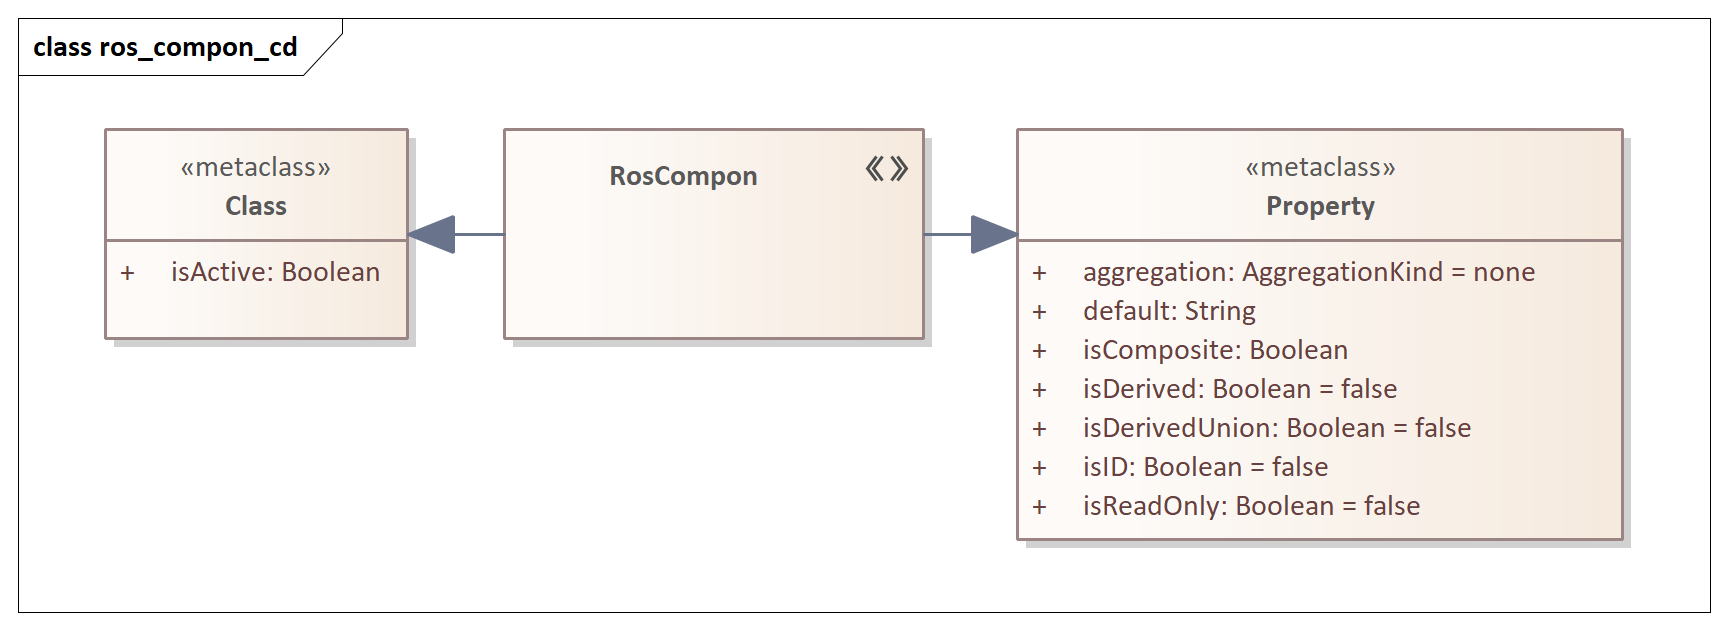 class ros_compon_cd
«metaclass»
Class
+ isActive: Boolean
RosCompon
«»
«metaclass»
Property
+ aggregation: AggregationKind = none
+ default: String
+ isComposite: Boolean
+ isDerived: Boolean = false
+ isDerivedUnion: Boolean = false
+ isID: Boolean = false
+ isReadOnly: Boolean = false